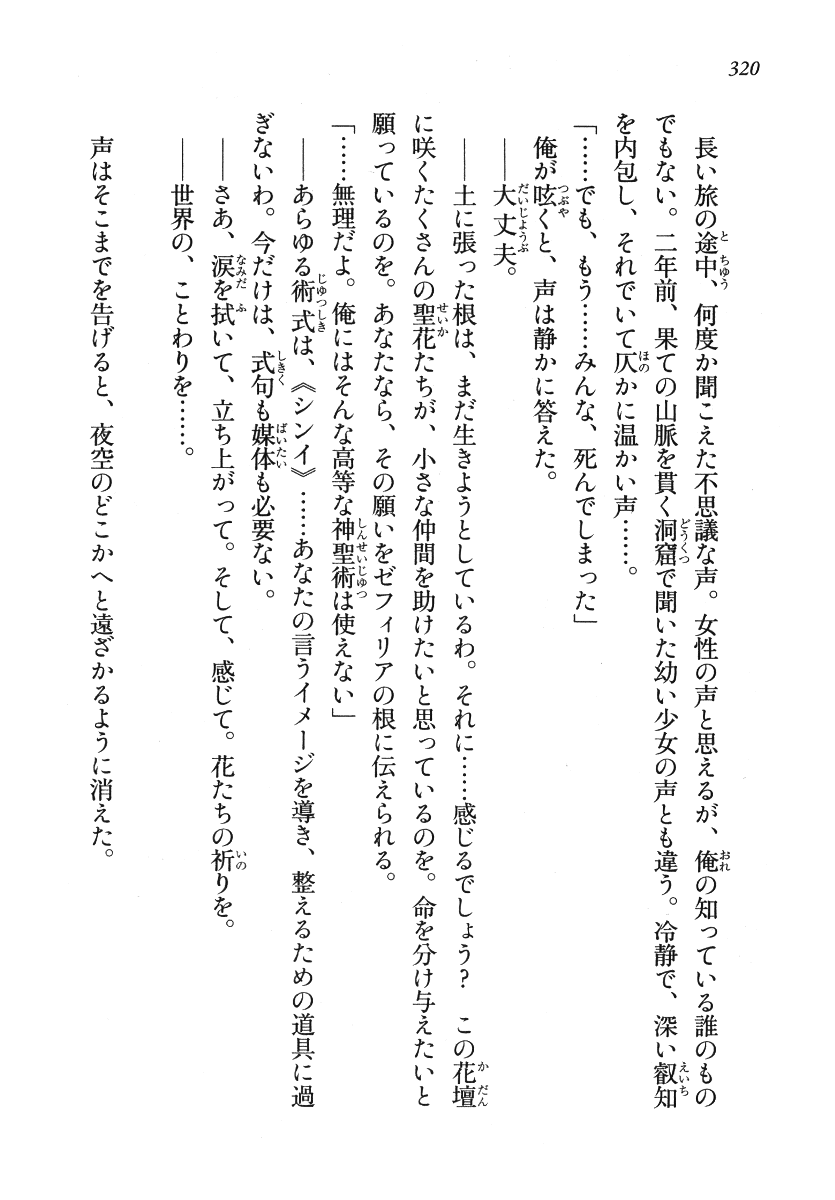 320
長い旅の途中、何度か聞こえた不思議な声。女性の声と思えるが、俺の知っている誰のもの
でもない。二年前、果ての山脈を貫く洞窟で聞いた幼い少女の声とも違う。冷静で、深い叡知
を内包し、それでいて仄かに温かい声……。
「……でも、もう……みんな、死んでしまった」
俺が呟くと、声は静かに答えた。
――大丈夫。
――土に張った根は、まだ生きようとしているわ。それに……感じるでしょう？　この花壇
に咲くたくさんの聖花たちが、小さな仲間を助けたいと思っているのを。命を分け与えたいと
願っているのを。あなたなら、その願いをゼフィリアの根に伝えられる。
「……無理だよ。俺にはそんな高等な神聖術は使えない」
――あらゆる術式は、《シンイ》……あなたの言うイメージを導き、整えるための道具に過
ぎないわ。今だけは、式句も媒体も必要ない。
――さあ、涙を拭いて、立ち上がって。そして、感じて。花たちの祈りを。
――世界の、ことわりを……。
声はそこまでを告げると、夜空のどこかへと遠ざかるように消えた。